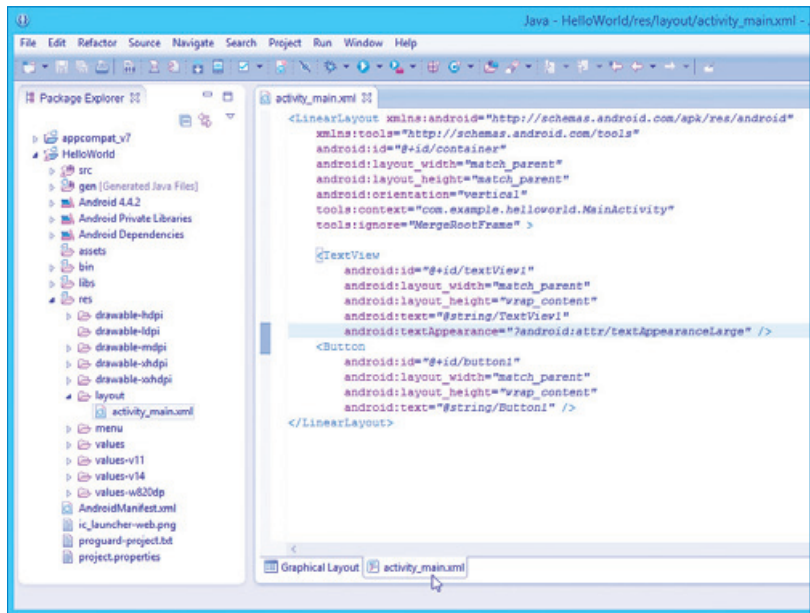 Java - HelloWorld/res/layout/activity_main.xml -
File Edit Refactor Source Navigate Search Project Run Window Help
Package Explorer
appcompat_v7
HelloWorld
src
gen [Generated Java Files]
Android 4.4.2
Android Private Libraries
Android Dependencies
assets
bin
libs
res
drawable-hdpi
drawable-ldpi
drawable-mdpi
drawable-xhdpi
drawable-xxhdpi
layout
activity_main.xml
menu
values
values-v11
values-v14
values-w820dp
AndroidManifest.xml
ic_launcher-web.png
proguard-project.txt
project.properties
activity_main.xml
<LinearLayout xmlns:android="http://schemas.android.com/apk/res/android"
xmlns:tools="http://schemas.android.com/tools"
android:id="@+id/container"
android:layout_width="match_parent"
android:layout_height="match_parent"
android:orientation="vertical"
tools:context="com.example.helloworld.MainActivity"
tools:ignore="MergeRootFrame" >
<TextView
android:id="@+id/textView1"
android:layout_width="match_parent"
android:layout_height="wrap_content"
android:text="@string/TextView1"
android:textAppearance="?android:attr/textAppearanceLarge" />
<Button
android:id="@+id/button1"
android:layout_width="match_parent"
android:layout_height="wrap_content"
android:text="@string/Button1" />
</LinearLayout>
Graphical Layout activity_main.xml